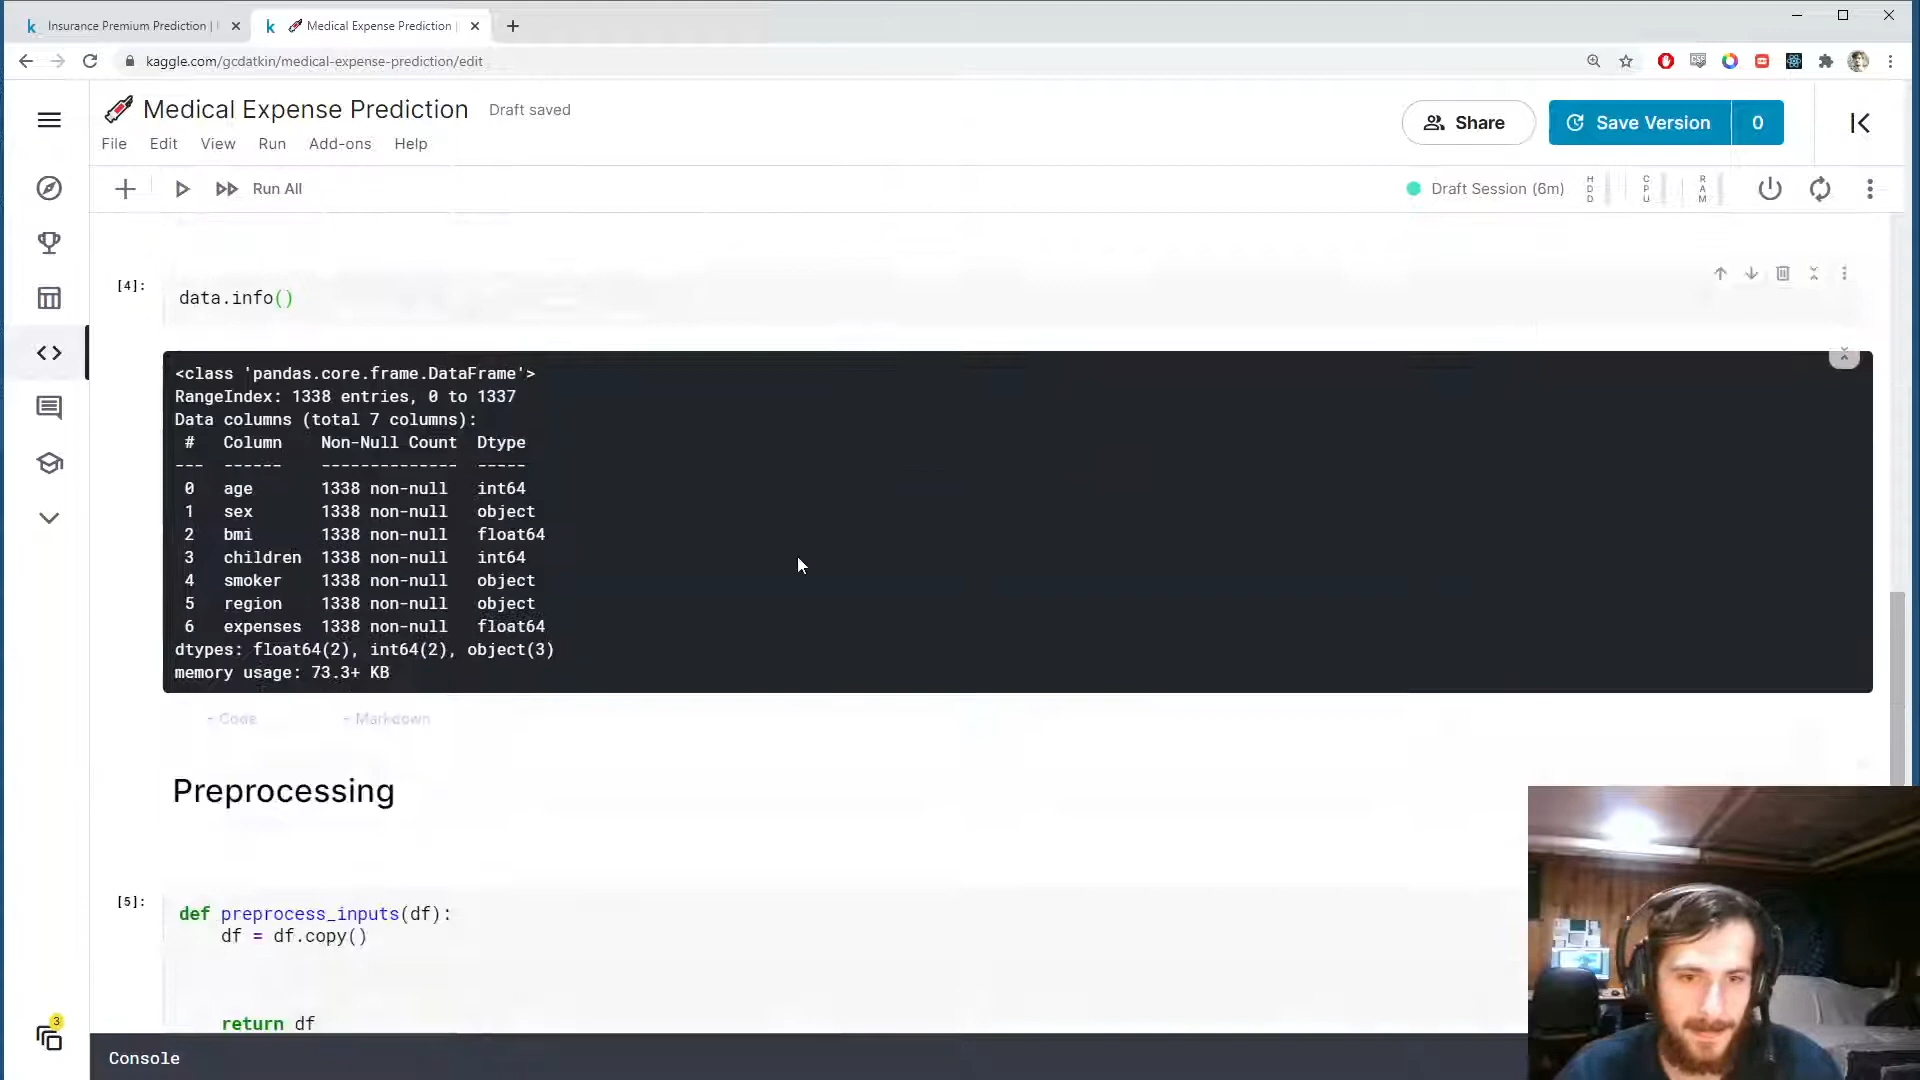 Insurance Premium Prediction |
Medical Expense Prediction |
kaggle.com/gcdatkin/medical-expense-prediction/edit
Medical Expense Prediction Draft saved
Share
Save Version 0
File Edit View Run Add-ons Help
Run All
Draft Session (6m)
HDD
CPU
RAM
[4]:
data.info()
<class 'pandas.core.frame.DataFrame'>
RangeIndex: 1338 entries, 0 to 1337
Data columns (total 7 columns):
# Column Non-Null Count Dtype
--- ------ -------------- -----
0 age 1338 non-null int64
1 sex 1338 non-null object
2 bmi 1338 non-null float64
3 children 1338 non-null int64
4 smoker 1338 non-null object
5 region 1338 non-null object
6 expenses 1338 non-null float64
dtypes: float64(2), int64(2), object(3)
memory usage: 73.3+ KB
- Code - Markdown
Preprocessing
[5]:
def preprocess_inputs(df):
df = df.copy()
return df
3
Console